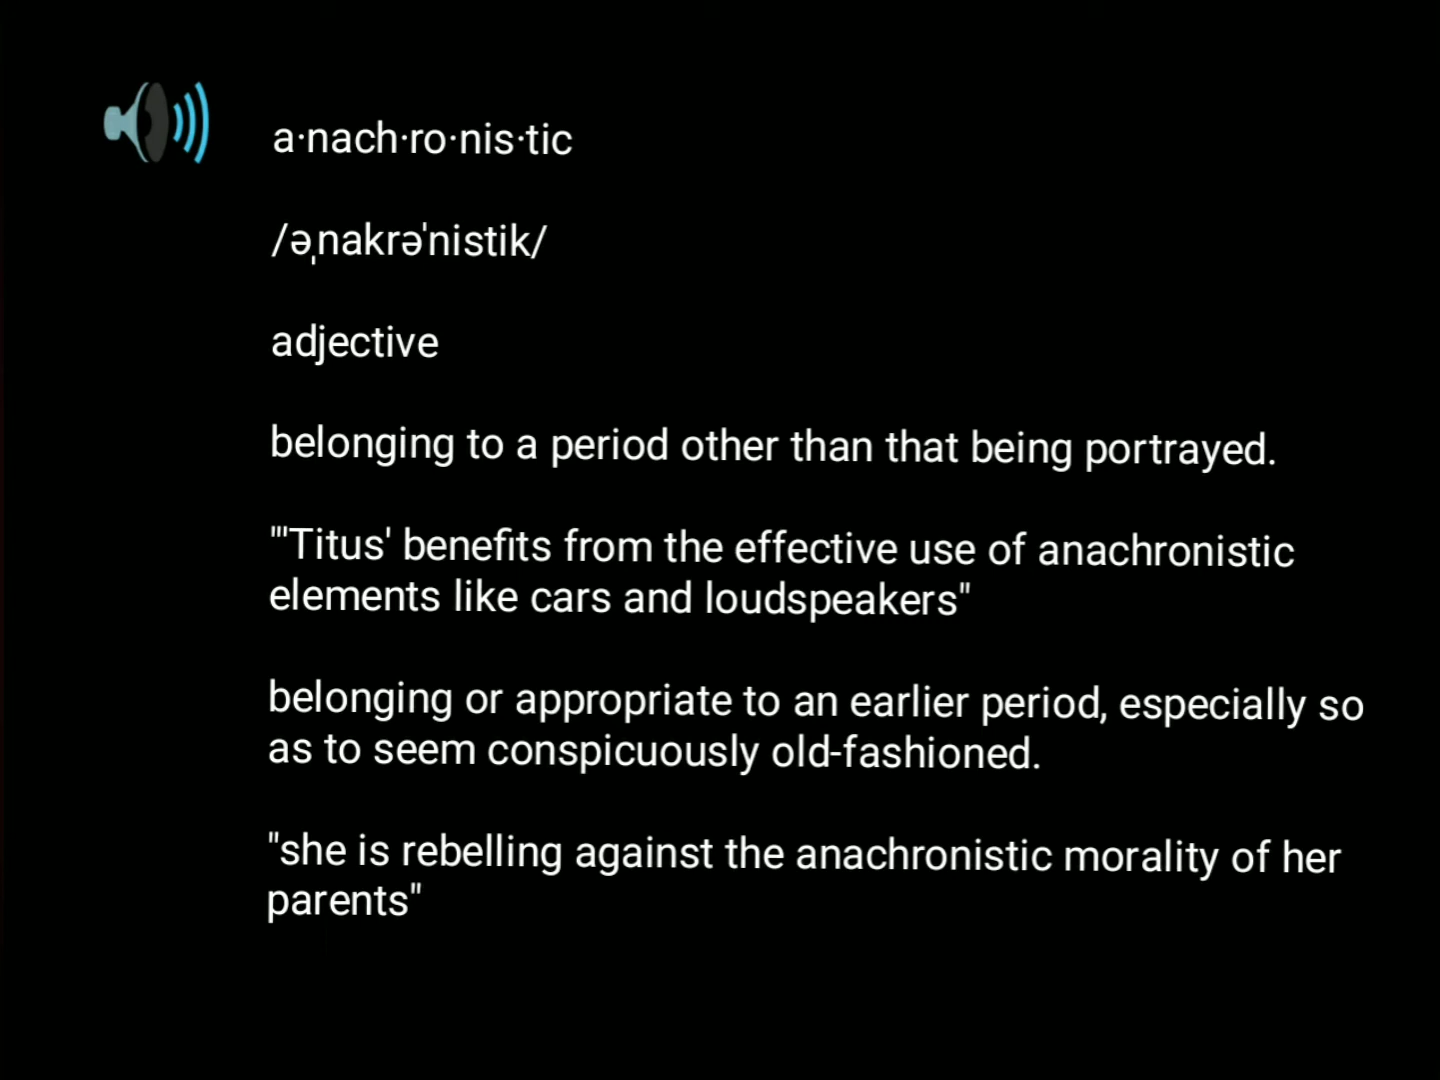 a·nach·ro·nis·tic
/əˌnakrəˈnistik/
adjective
belonging to a period other than that being portrayed.
"'Titus' benefits from the effective use of anachronistic
elements like cars and loudspeakers"
belonging or appropriate to an earlier period, especially so
as to seem conspicuously old-fashioned.
"she is rebelling against the anachronistic morality of her
parents"